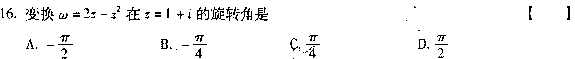 16. 变换 ω = 2z - z² 在 z = 1 + i 的旋转角是 【 】
A. -π/2 B. -π/4 C. π/4 D. π/2